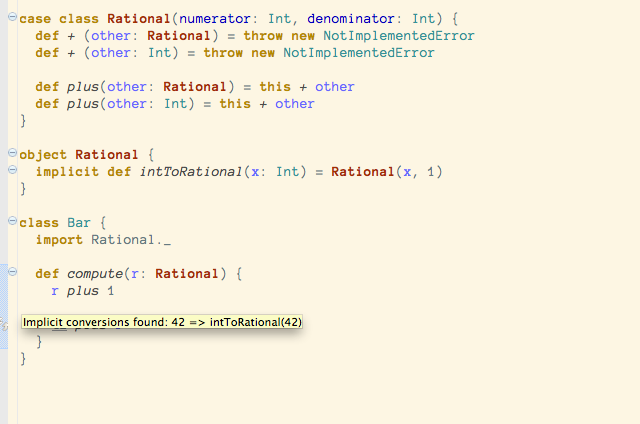 case class Rational(numerator: Int, denominator: Int) {
  def + (other: Rational) = throw new NotImplementedError
  def + (other: Int) = throw new NotImplementedError
  def plus(other: Rational) = this + other
  def plus(other: Int) = this + other
}
object Rational {
  implicit def intToRational(x: Int) = Rational(x, 1)
}
class Bar {
  import Rational._
  def compute(r: Rational) {
    r plus 1
Implicit conversions found: 42 => intToRational(42)
  }
}